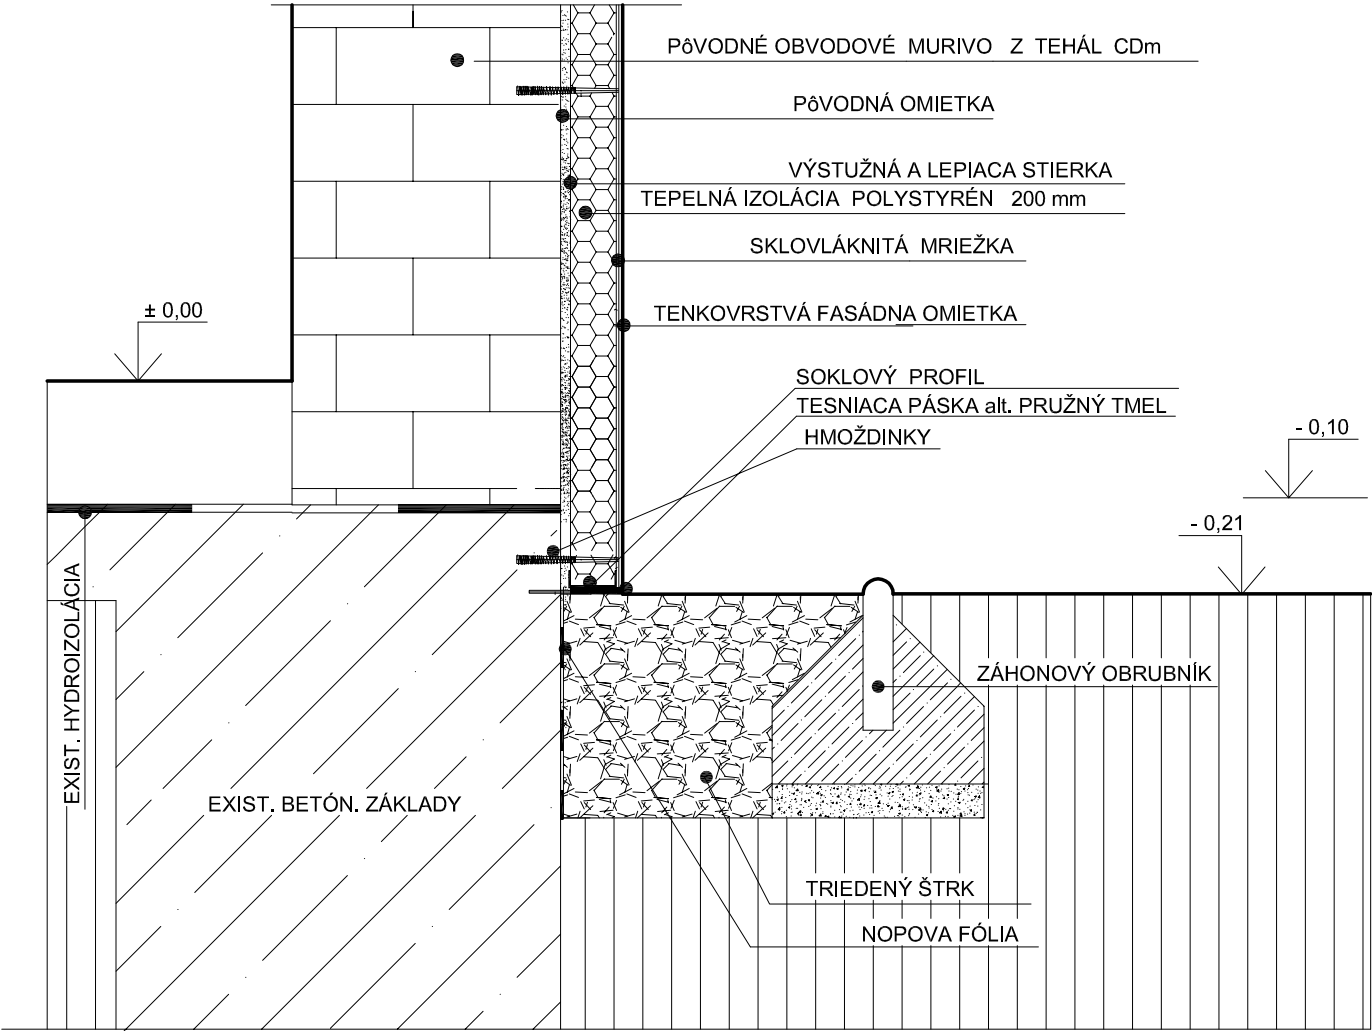 PôVODNÉ OBVODOVÉ MURIVO Z TEHÁL CDm
PôVODNÁ OMIETKA
VÝSTUŽNÁ A LEPIACA STIERKA
TEPELNÁ IZOLÁCIA POLYSTYRÉN 200 mm
SKLOVLÁKNITÁ MRIEŽKA
± 0,00
TENKOVRSTVÁ FASÁDNA OMIETKA
SOKLOVÝ PROFIL
TESNIACA PÁSKA alt. PRUŽNÝ TMEL
HMOŽDINKY
- 0,10
- 0,21
EXIST. HYDROIZOLÁCIA
ZÁHONOVÝ OBRUBNÍK
EXIST. BETÓN. ZÁKLADY
TRIEDENÝ ŠTRK
NOPOVA FÓLIA